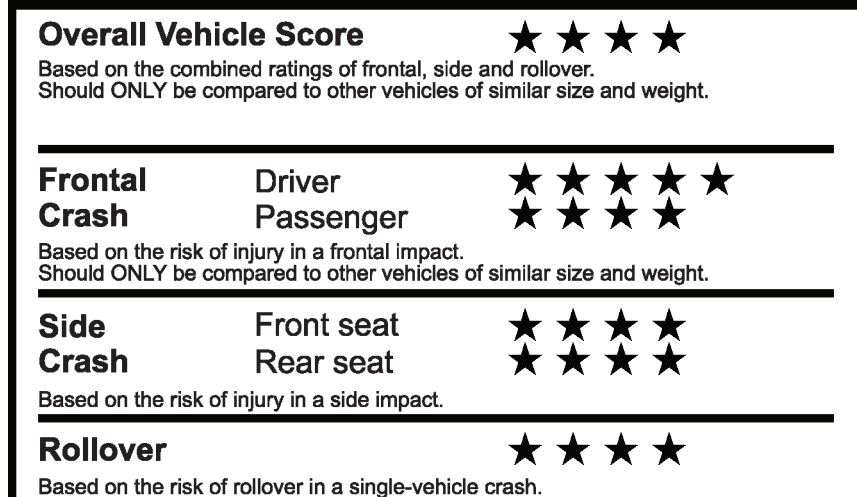 Overall Vehicle Score ★ ★ ★ ★
Based on the combined ratings of frontal, side and rollover.
Should ONLY be compared to other vehicles of similar size and weight.
Frontal Driver ★ ★ ★ ★ ★
Crash Passenger ★ ★ ★ ★
Based on the risk of injury in a frontal impact.
Should ONLY be compared to other vehicles of similar size and weight.
Side Front seat ★ ★ ★ ★
Crash Rear seat ★ ★ ★ ★
Based on the risk of injury in a side impact.
Rollover ★ ★ ★ ★
Based on the risk of rollover in a single-vehicle crash.